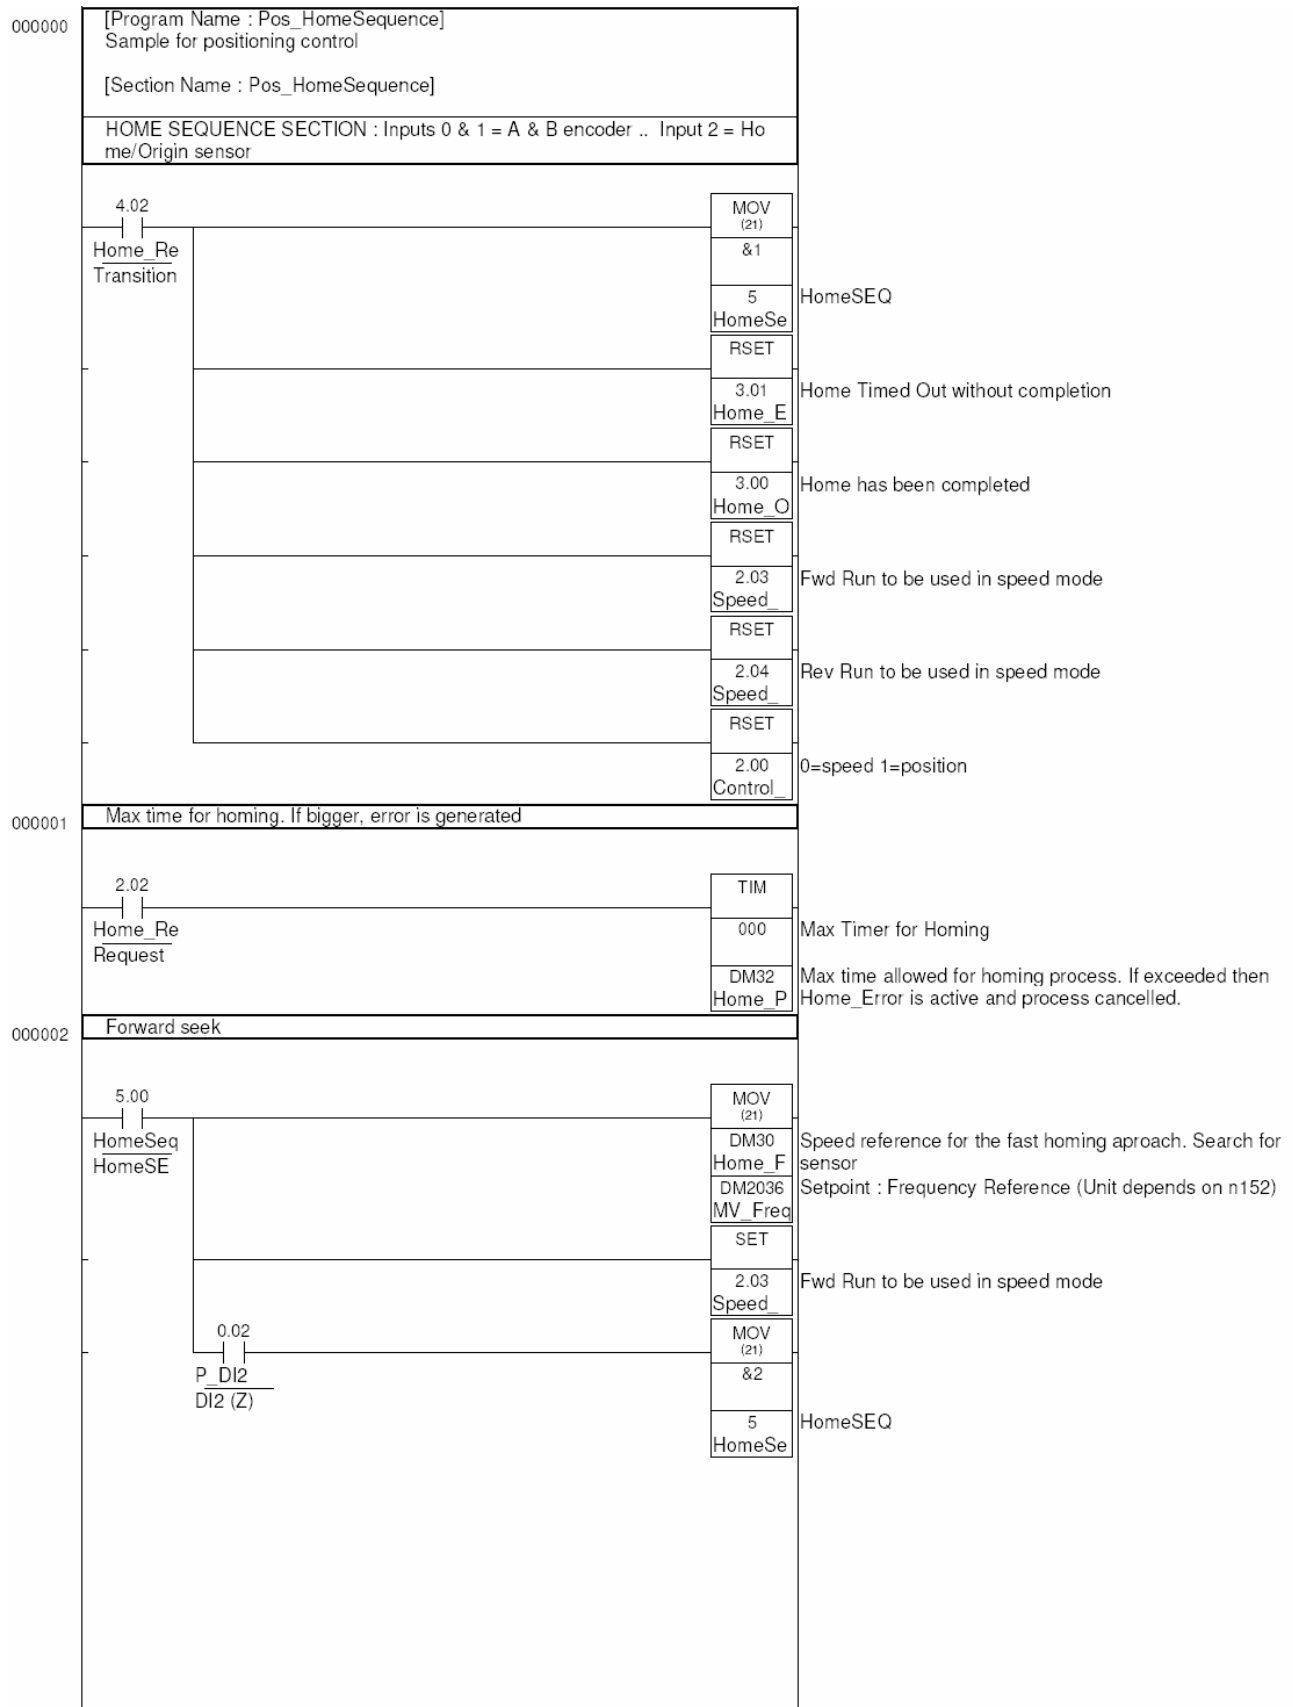 000000
[Program Name : Pos_HomeSequence]
Sample for positioning control
[Section Name : Pos_HomeSequence]
HOME SEQUENCE SECTION : Inputs 0 & 1 = A & B encoder .. Input 2 = Ho
me/Origin sensor
4.02
Home_Re
Transition
MOV
(21)
&1
5
HomeSe
HomeSEQ
RSET
3.01
Home_E
Home Timed Out without completion
RSET
3.00
Home_O
Home has been completed
RSET
2.03
Speed_
Fwd Run to be used in speed mode
RSET
2.04
Speed_
Rev Run to be used in speed mode
RSET
2.00
Control_
0=speed 1=position
000001
Max time for homing. If bigger, error is generated
2.02
Home_Re
Request
TIM
000
Max Timer for Homing
DM32
Home_P
Max time allowed for homing process. If exceeded then
Home_Error is active and process cancelled.
000002
Forward seek
5.00
HomeSeq
HomeSE
MOV
(21)
DM30
Home_F
Speed reference for the fast homing aproach. Search for
sensor
DM2036
MV_Freq
Setpoint : Frequency Reference (Unit depends on n152)
SET
2.03
Speed_
Fwd Run to be used in speed mode
0.02
P_DI2
DI2 (Z)
MOV
(21)
&2
5
HomeSe
HomeSEQ